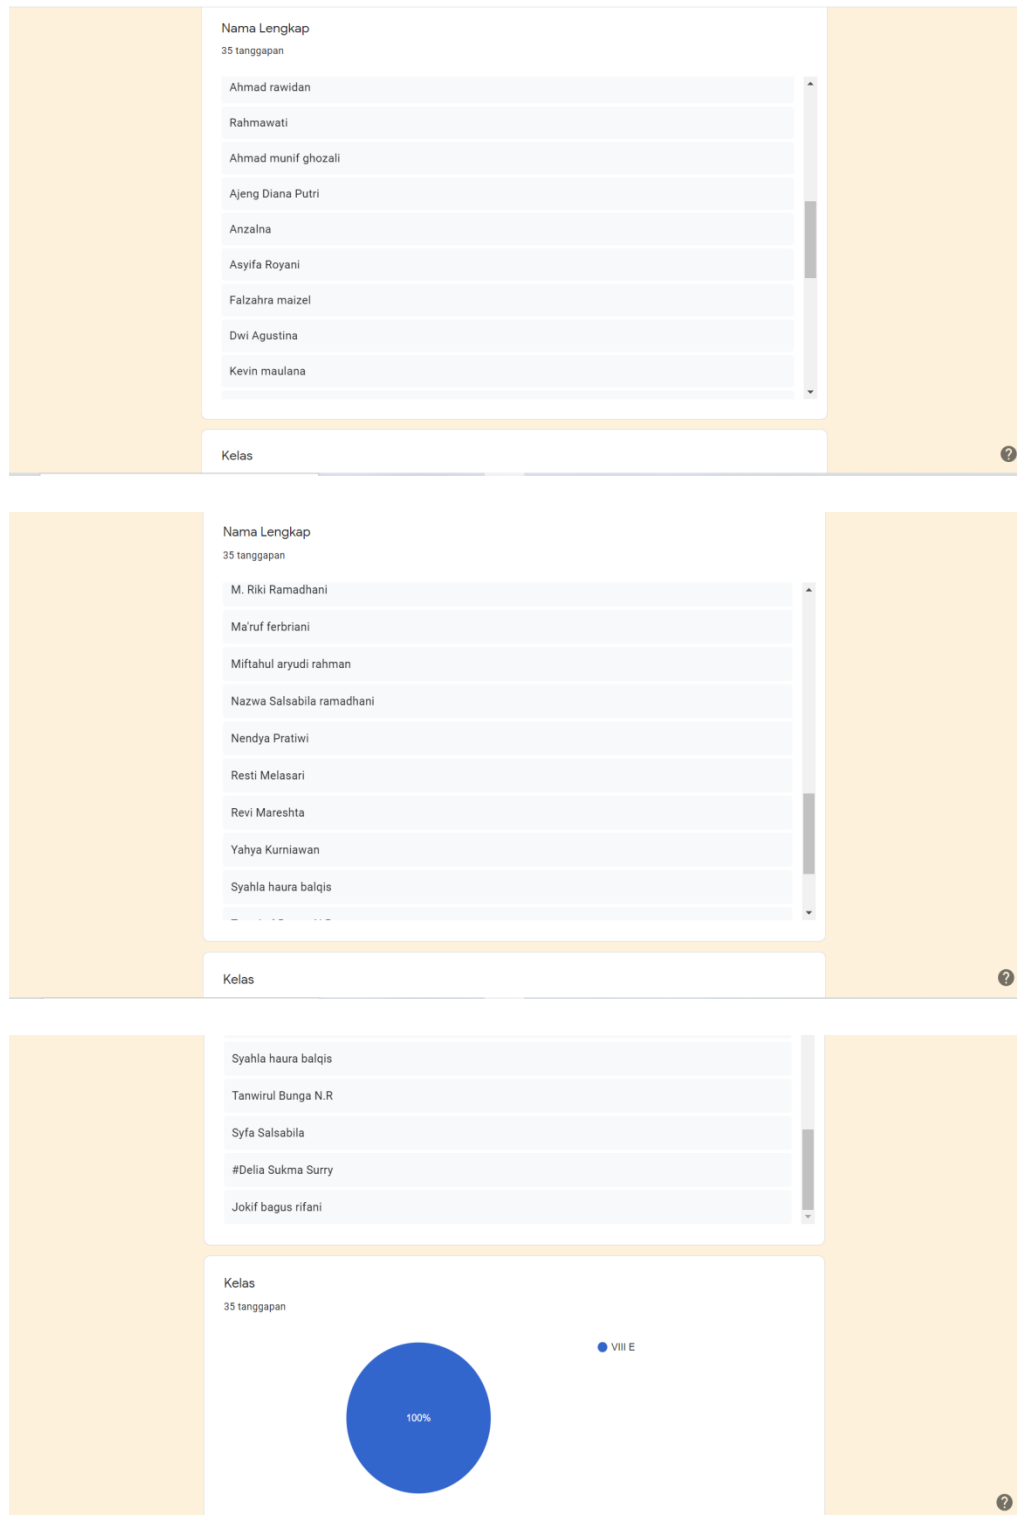 Nama Lengkap
35 tanggapan
Ahmad rawidan
Rahmawati
Ahmad munif ghozali
Ajeng Diana Putri
Anzalna
Asyifa Royani
Falzahra maizel
Dwi Agustina
Kevin maulana
Kelas
Nama Lengkap
35 tanggapan
M. Riki Ramadhani
Ma'ruf ferbriani
Miftahul aryudi rahman
Nazwa Salsabila ramadhani
Nendya Pratiwi
Resti Melasari
Revi Mareshta
Yahya Kurniawan
Syahla haura balqis
Kelas
Syahla haura balqis
Tanwirul Bunga N.R
Syfa Salsabila
#Delia Sukma Surry
Jokif bagus rifani
Kelas
35 tanggapan
VIII E
100%